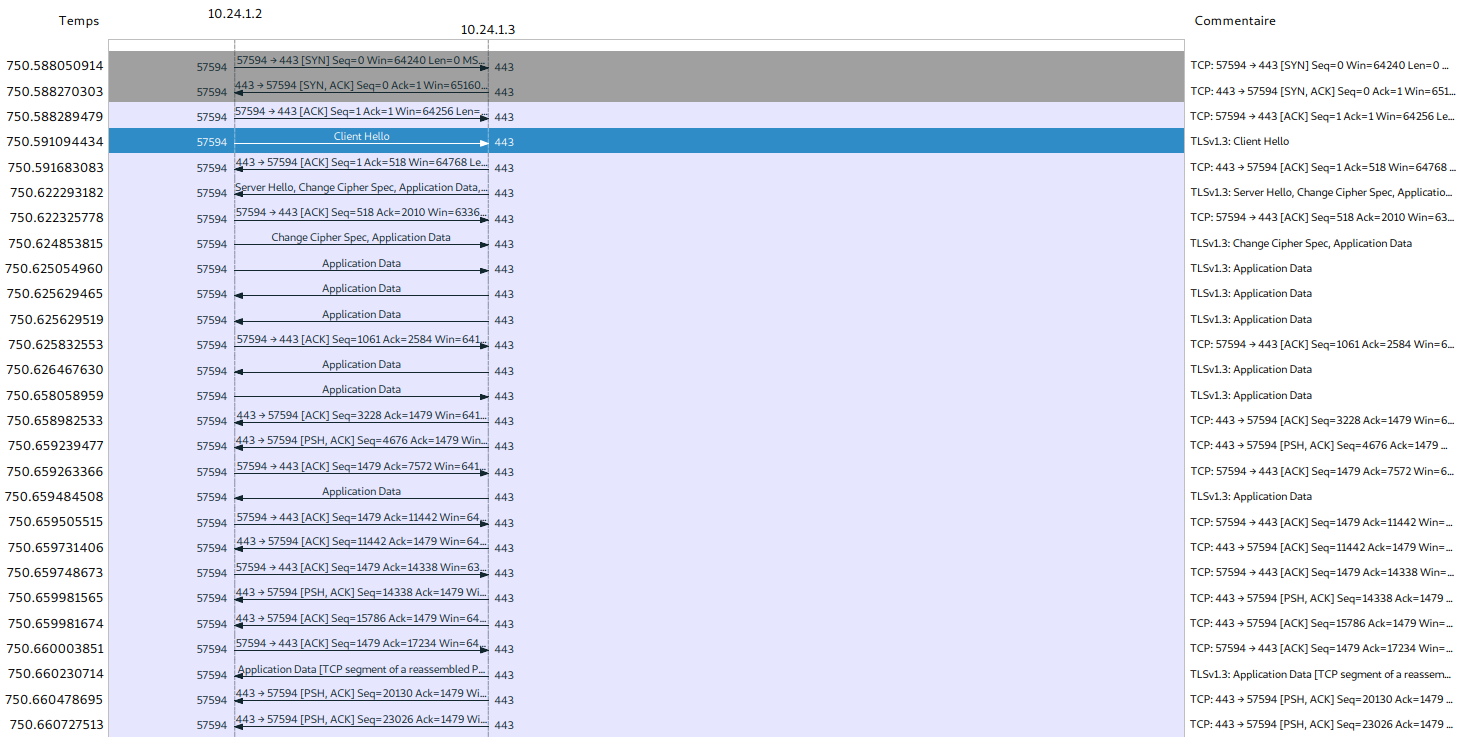 Temps 10.24.1.2 10.24.1.3 Commentaire
750.588050914 57594 57594 → 443 [SYN] Seq=0 Win=64240 Len=0 MS... 443 TCP: 57594 → 443 [SYN] Seq=0 Win=64240 Len=0 ...
750.588270303 57594 443 → 57594 [SYN, ACK] Seq=0 Ack=1 Win=65160... 443 TCP: 443 → 57594 [SYN, ACK] Seq=0 Ack=1 Win=651...
750.588289479 57594 57594 → 443 [ACK] Seq=1 Ack=1 Win=64256 Len=... 443 TCP: 57594 → 443 [ACK] Seq=1 Ack=1 Win=64256 Le...
750.591094434 57594 Client Hello 443 TLSv1.3: Client Hello
750.591683083 57594 443 → 57594 [ACK] Seq=1 Ack=518 Win=64768 Le... 443 TCP: 443 → 57594 [ACK] Seq=1 Ack=518 Win=64768 ...
750.622293182 57594 Server Hello, Change Cipher Spec, Application Data,... 443 TLSv1.3: Server Hello, Change Cipher Spec, Applicatio...
750.622325778 57594 57594 → 443 [ACK] Seq=518 Ack=2010 Win=6336... 443 TCP: 57594 → 443 [ACK] Seq=518 Ack=2010 Win=63...
750.624853815 57594 Change Cipher Spec, Application Data 443 TLSv1.3: Change Cipher Spec, Application Data
750.625054960 57594 Application Data 443 TLSv1.3: Application Data
750.625629465 57594 Application Data 443 TLSv1.3: Application Data
750.625629519 57594 Application Data 443 TLSv1.3: Application Data
750.625832553 57594 57594 → 443 [ACK] Seq=1061 Ack=2584 Win=641... 443 TCP: 57594 → 443 [ACK] Seq=1061 Ack=2584 Win=6...
750.626467630 57594 Application Data 443 TLSv1.3: Application Data
750.658058959 57594 Application Data 443 TLSv1.3: Application Data
750.658982533 57594 443 → 57594 [ACK] Seq=3228 Ack=1479 Win=641... 443 TCP: 443 → 57594 [ACK] Seq=3228 Ack=1479 Win=6...
750.659239477 57594 443 → 57594 [PSH, ACK] Seq=4676 Ack=1479 Win... 443 TCP: 443 → 57594 [PSH, ACK] Seq=4676 Ack=1479 ...
750.659263366 57594 57594 → 443 [ACK] Seq=1479 Ack=7572 Win=641... 443 TCP: 57594 → 443 [ACK] Seq=1479 Ack=7572 Win=6...
750.659484508 57594 Application Data 443 TLSv1.3: Application Data
750.659505515 57594 57594 → 443 [ACK] Seq=1479 Ack=11442 Win=64... 443 TCP: 57594 → 443 [ACK] Seq=1479 Ack=11442 Win=...
750.659731406 57594 443 → 57594 [ACK] Seq=11442 Ack=1479 Win=64... 443 TCP: 443 → 57594 [ACK] Seq=11442 Ack=1479 Win=...
750.659748673 57594 57594 → 443 [ACK] Seq=1479 Ack=14338 Win=63... 443 TCP: 57594 → 443 [ACK] Seq=1479 Ack=14338 Win=...
750.659981565 57594 443 → 57594 [PSH, ACK] Seq=14338 Ack=1479 Wi... 443 TCP: 443 → 57594 [PSH, ACK] Seq=14338 Ack=1479 ...
750.659981674 57594 443 → 57594 [ACK] Seq=15786 Ack=1479 Win=64... 443 TCP: 443 → 57594 [ACK] Seq=15786 Ack=1479 Win=...
750.660003851 57594 57594 → 443 [ACK] Seq=1479 Ack=17234 Win=64... 443 TCP: 57594 → 443 [ACK] Seq=1479 Ack=17234 Win=...
750.660230714 57594 Application Data [TCP segment of a reassembled P... 443 TLSv1.3: Application Data [TCP segment of a reassem...
750.660478695 57594 443 → 57594 [PSH, ACK] Seq=20130 Ack=1479 Wi... 443 TCP: 443 → 57594 [PSH, ACK] Seq=20130 Ack=1479 ...
750.660727513 57594 443 → 57594 [PSH, ACK] Seq=23026 Ack=1479 Wi... 443 TCP: 443 → 57594 [PSH, ACK] Seq=23026 Ack=1479 ...